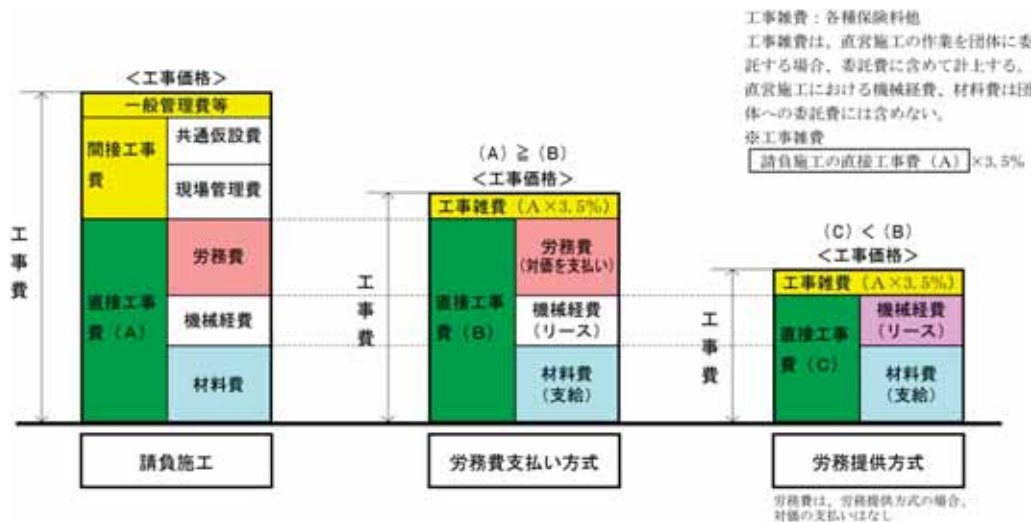 工事雑費：各種保険料他
工事雑費は、直営施工の作業を団体に委
託する場合、委託費に含めて計上する。
直営施工における機械経費、材料費は団
体への委託費には含めない。
※工事雑費
請負施工の直接工事費（A）×3.5%
＜工事価格＞
一般管理費等
間接工事
費
共通仮設費
現場管理費
直接工事
費（A）
労務費
機械経費
材料費
工事費
請負施工
（A）≧（B）
＜工事価格＞
工事雑費（A×3.5%）
直接工事
費（B）
労務費
（対価を支払い）
機械経費
（リース）
材料費
（支給）
工事費
労務費支払い方式
（C）＜（B）
＜工事価格＞
工事雑費（A×3.5%）
直接工事
費（C）
機械経費
（リース）
材料費
（支給）
工事費
労務提供方式
労務費は、労務提供方式の場合、
対価の支払いはなし